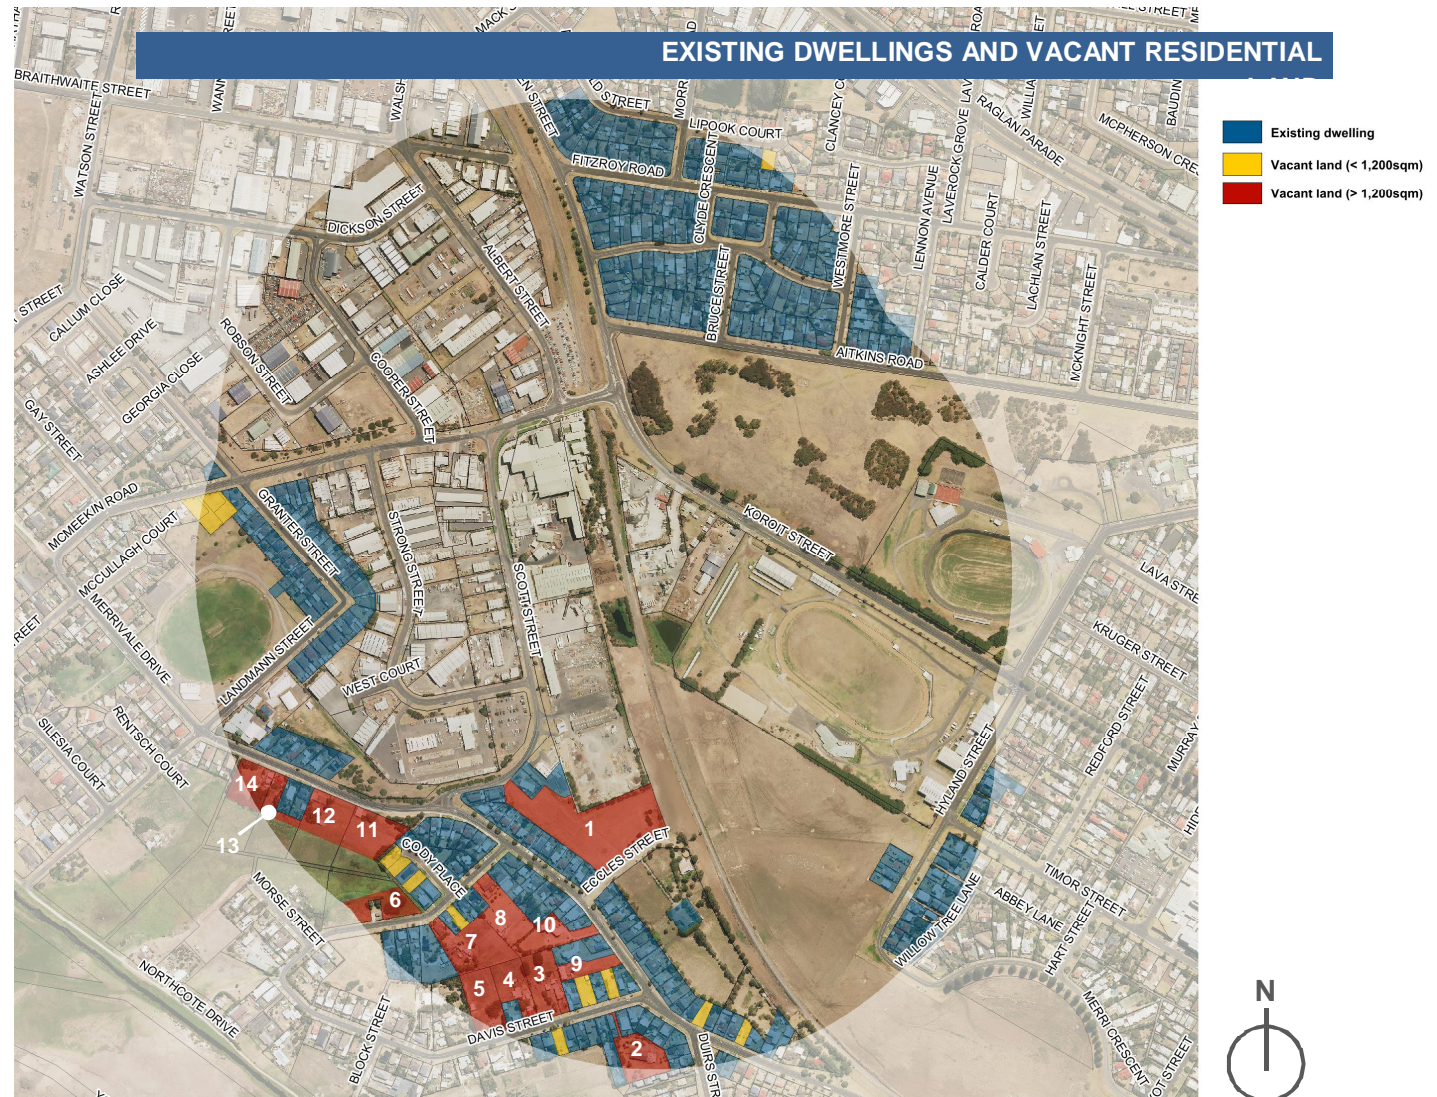 EXISTING DWELLINGS AND VACANT RESIDENTIAL
Existing dwelling
Vacant land (< 1,200sqm)
Vacant land (> 1,200sqm)
BRAITHWAITE STREET
WATSON STREET
LIPOOK COURT
FITZROY ROAD
CLYDE CRESCENT
RAGLAN PARADE
LAVEROCK GROVE
LENNON AVENUE
WESTMORE STREET
CALDER COURT
LACHLAN STREET
MCKNIGHT STREET
BRUCE STREET
AITKINS ROAD
DICKSON STREET
ALBERT STREET
CALLUM CLOSE
ASHLEE DRIVE
GEORGIA CLOSE
ROBSON STREET
COOPER STREET
GAY STREET
MCMEEKIN ROAD
MCCULLAGH COURT
GRANTER STREET
STRONG STREET
SCOTT STREET
KOROIT STREET
MERRIVALE DRIVE
LANDMANN STREET
WEST COURT
KRUGER STREET
REDFORD STREET
SILESIA COURT
RENTSCH COURT
HYLAND STREET
14
13
12
11
1
ECCLES STREET
CODY PLACE
6
8
10
7
9
3
4
5
2
MORSE STREET
NORTHCOTE DRIVE
BLOCK STREET
DAVIS STREET
TIMOR STREET
ABBEY LANE
HART STREET
WILLOW TREE LANE
MERRI CRESCENT
N